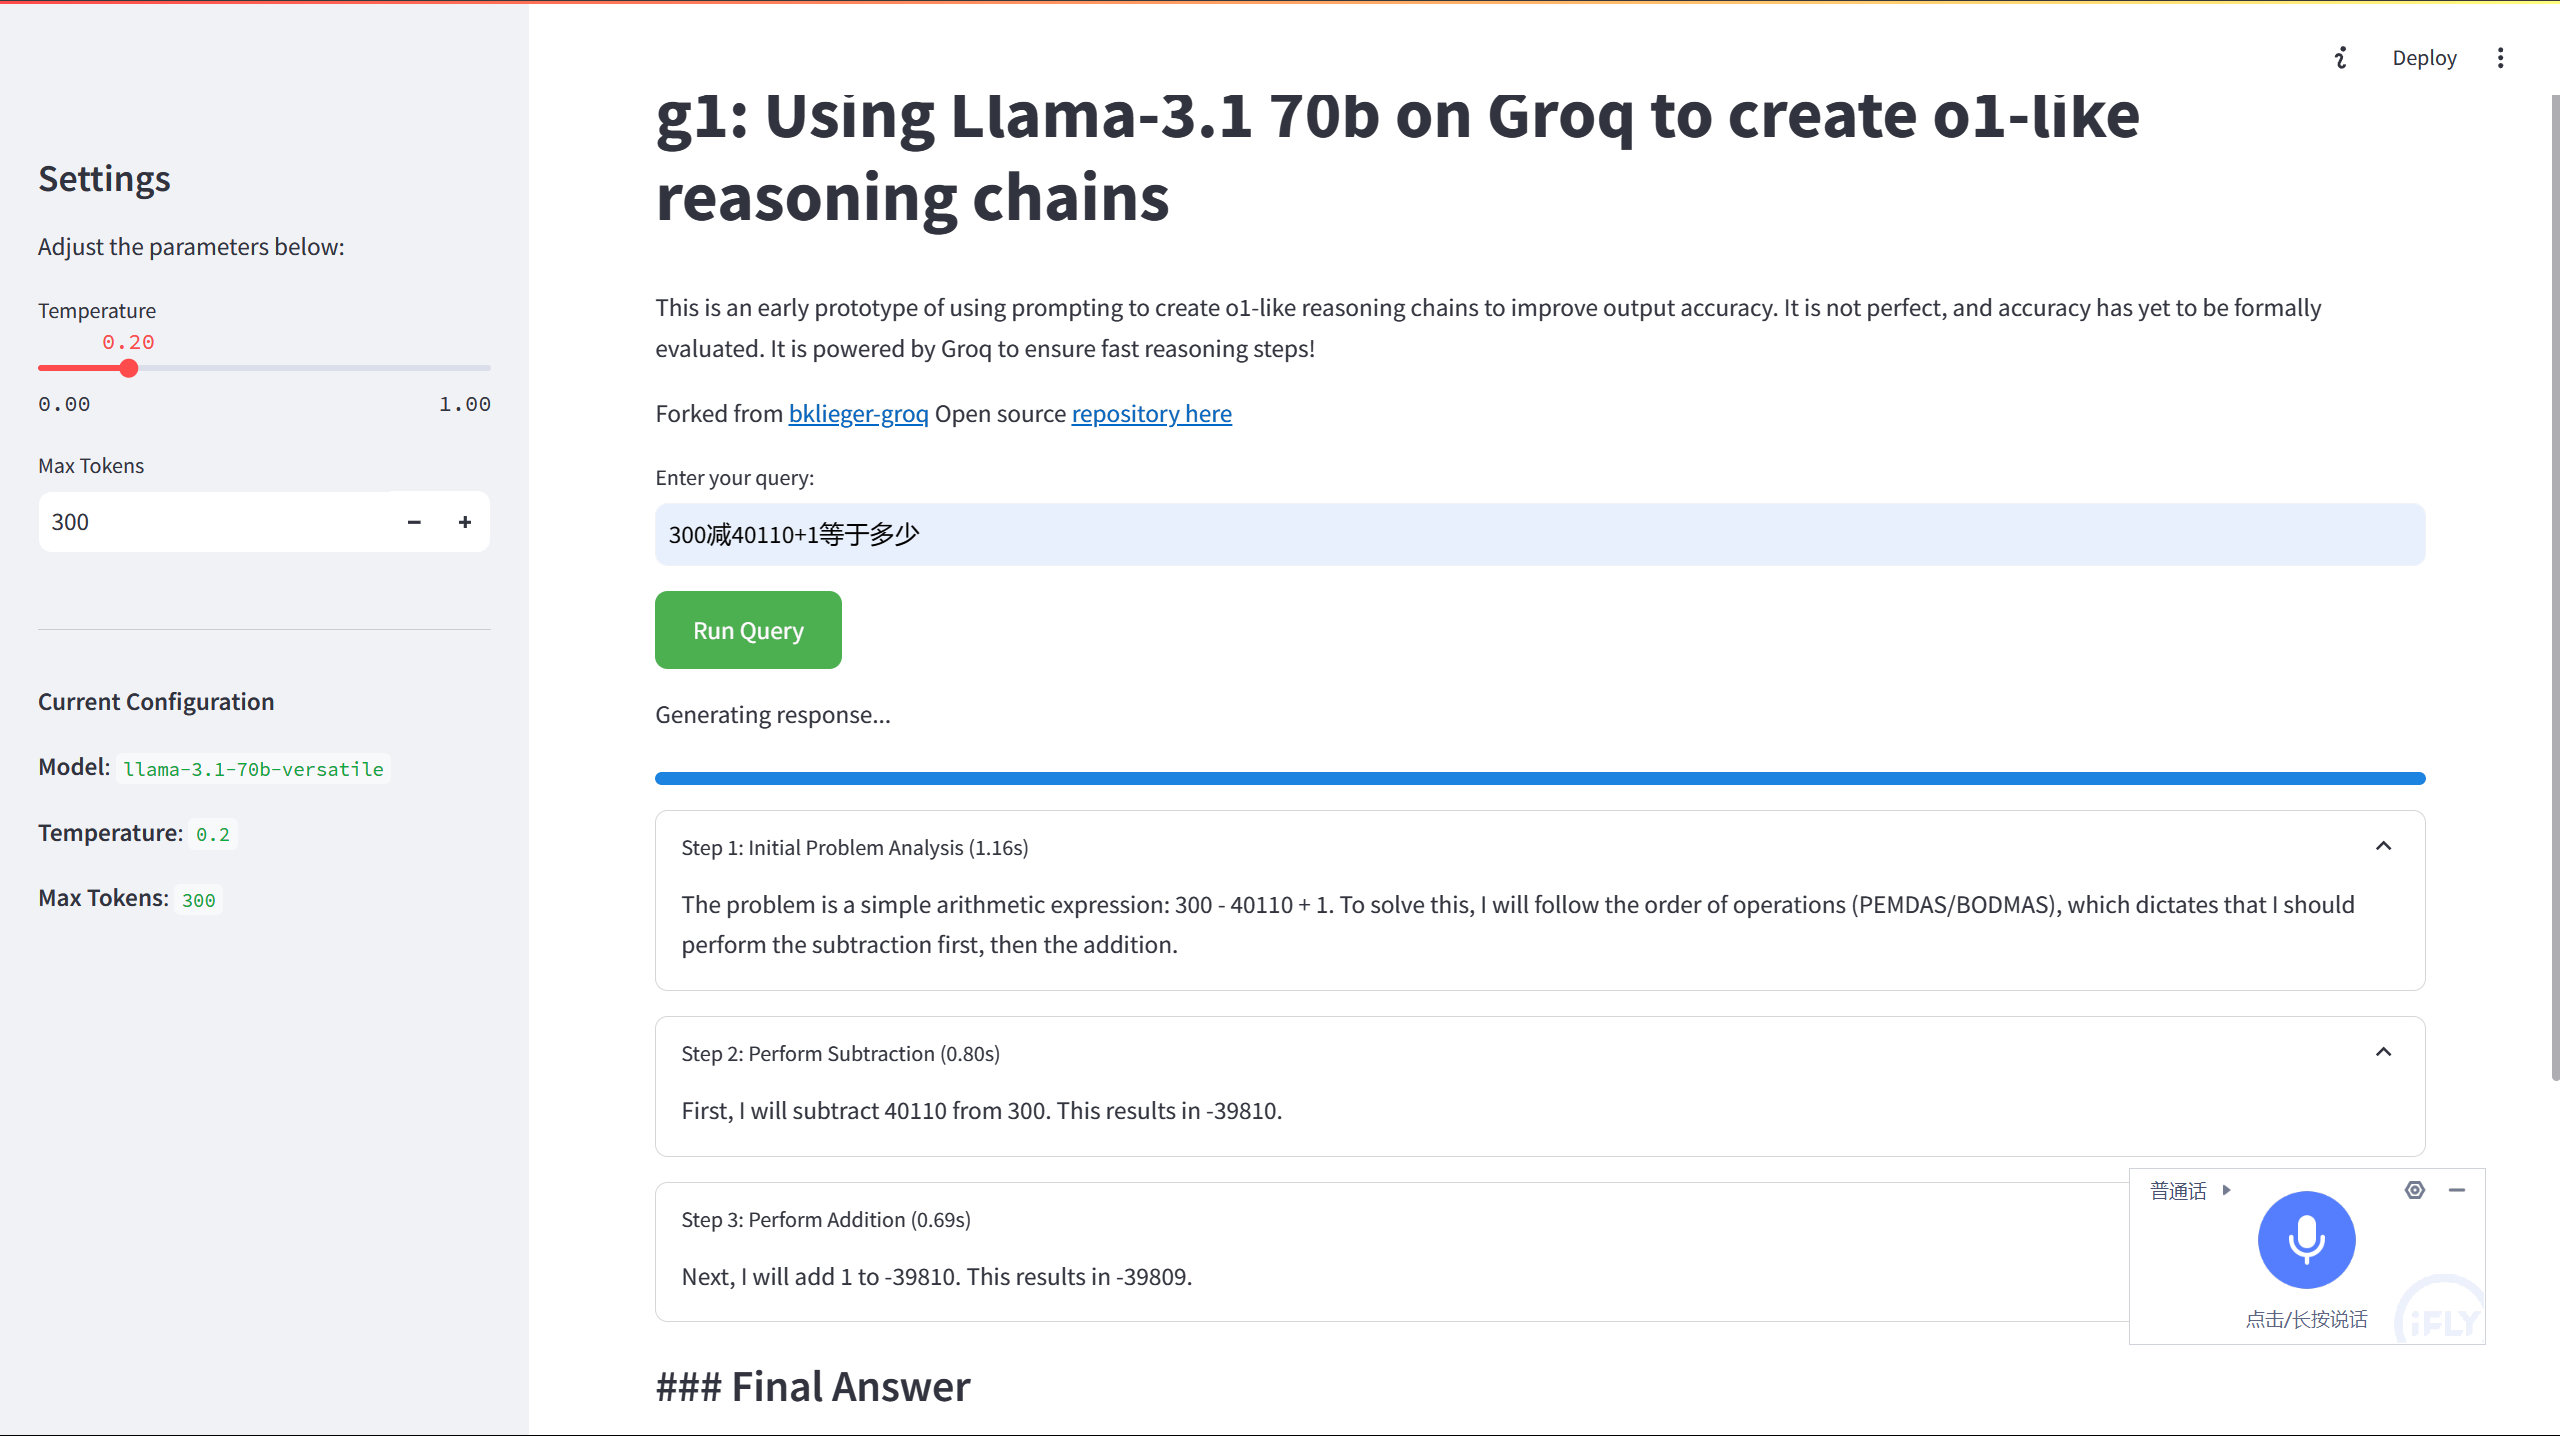 Deploy
g1: Using Llama-3.1 70b on Groq to create o1-like
reasoning chains
Settings
Adjust the parameters below:
Temperature
0.20
0.00
1.00
Max Tokens
300
Current Configuration
Model: llama-3.1-70b-versatile
Temperature: 0.2
Max Tokens: 300
This is an early prototype of using prompting to create o1-like reasoning chains to improve output accuracy. It is not perfect, and accuracy has yet to be formally
evaluated. It is powered by Groq to ensure fast reasoning steps!
Forked from bklieger-groq Open source repository here
Enter your query:
300减40110+1等于多少
Run Query
Generating response...
Step 1: Initial Problem Analysis (1.16s)
The problem is a simple arithmetic expression: 300 - 40110 + 1. To solve this, I will follow the order of operations (PEMDAS/BODMAS), which dictates that I should
perform the subtraction first, then the addition.
Step 2: Perform Subtraction (0.80s)
First, I will subtract 40110 from 300. This results in -39810.
Step 3: Perform Addition (0.69s)
Next, I will add 1 to -39810. This results in -39809.
### Final Answer
普通话
点击/长按说话
iFLY